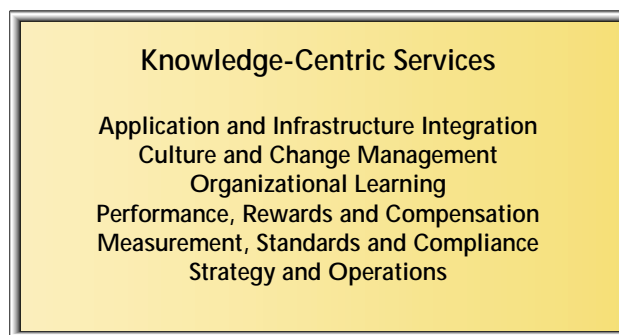 Knowledge-Centric Services
Application and Infrastructure Integration
Culture and Change Management
Organizational Learning
Performance, Rewards and Compensation
Measurement, Standards and Compliance
Strategy and Operations